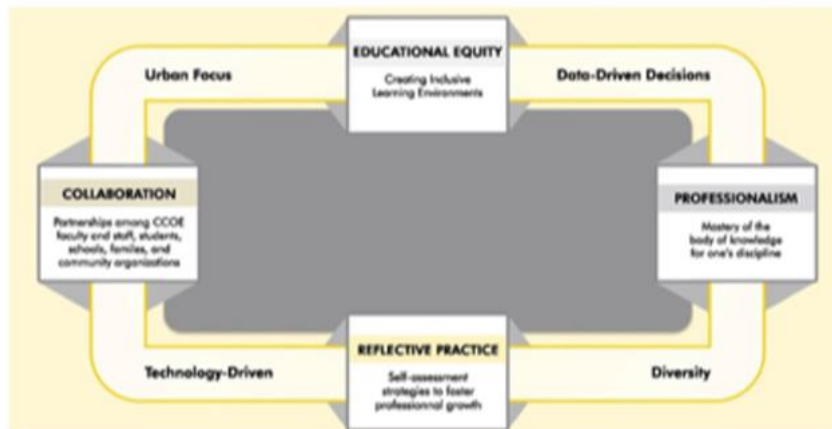 EDUCATIONAL EQUITY
Creating Inclusive
Learning Environments
Urban Focus
Data-Driven Decisions
COLLABORATION
Partnerships among CCOE
faculty and staff, students,
schools, familes, and
community organizations
PROFESSIONALISM
Mastery of the
body of knowledge
for one's discipline
REFLECTIVE PRACTICE
Self-assessment
strategies to foster
professionnal growth
Technology-Driven
Diversity